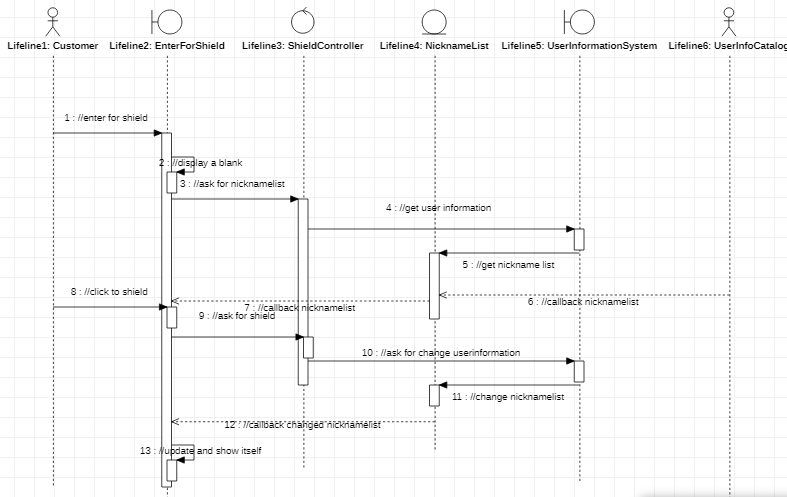 Lifeline1: Customer
Lifeline2: EnterForShield
Lifeline3: ShieldController
Lifeline4: NicknameList
Lifeline5: UserInformationSystem
Lifeline6: UserInfoCatalog
1 : //enter for shield
2 : //display a blank
3 : //ask for nicknamelist
4 : //get user information
5 : //get nickname list
6 : //callback nicknamelist
7 : //callback nicknamelist
8 : //click to shield
9 : //ask for shield
10 : //ask for change userinformation
11 : //change nicknamelist
12 : //callback changed nicknamelist
13 : //update and show itself